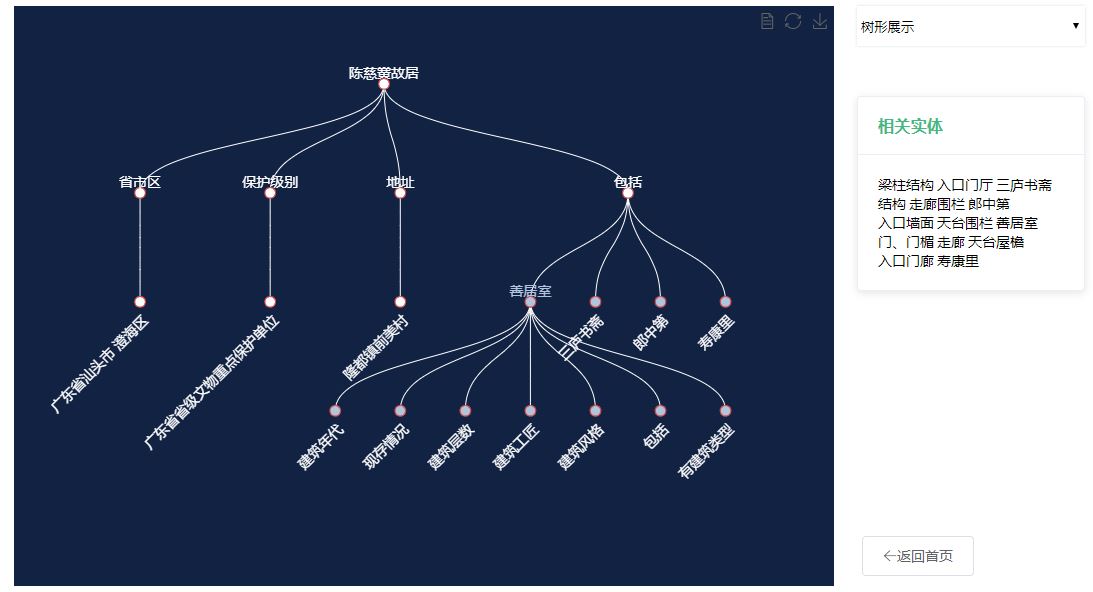 陈慈黉故居
省市区
保护级别
地址
包括
善居室
广东省汕头市 澄海区
广东省省级文物重点保护单位
隆都镇前美村
三庐书斋
郎中第
寿康里
建筑年代
现存情况
建筑层数
建筑工匠
建筑风格
包括
有建筑类型
树形展示
相关实体
梁柱结构 入口门厅 三庐书斋
结构 走廊围栏 郎中第
入口墙面 天台围栏 善居室
门、门楣 走廊 天台屋檐
入口门廊 寿康里
返回首页